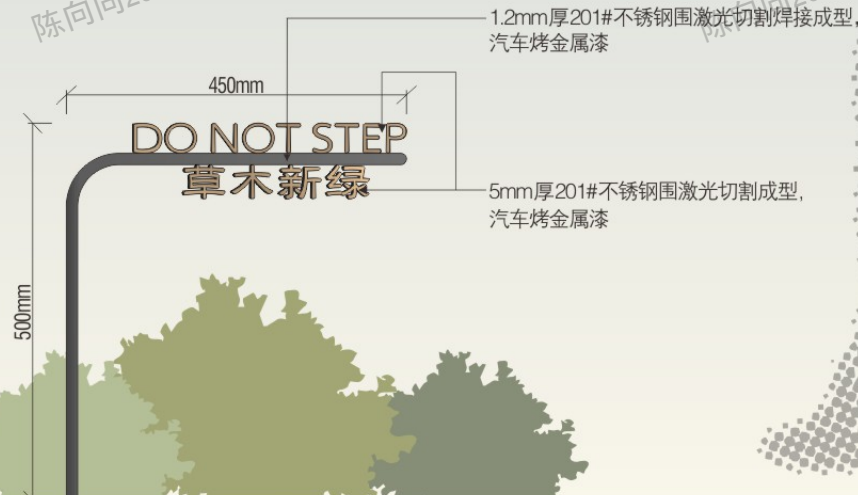 1.2mm厚201#不锈钢围激光切割焊接成型,
汽车烤金属漆
450mm
DO NOT STEP
草木新绿
5mm厚201#不锈钢围激光切割成型,
汽车烤金属漆
500mm